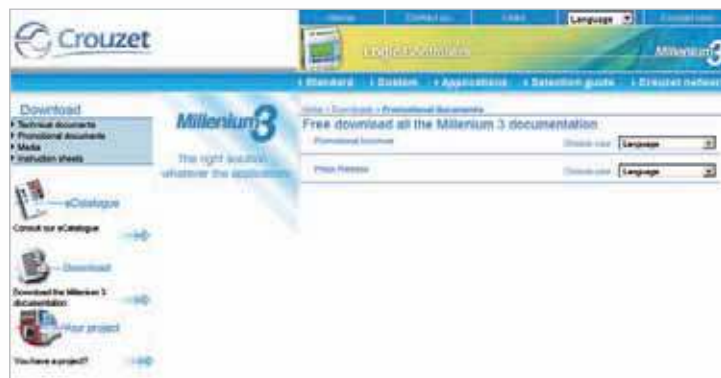 Crouzet
Home
Contact us
Links
Language
Logic Controllers
Millenium 3
Standard
Custom
Applications
Selection guide
Crouzet network
Download
Technical documents
Promotional documents
Media
Instruction sheets
Millenium 3
The right solution
whatever the application
Home > Download > Promotional documents
Free download all the Millenium 3 documentation
Promotional brochure
Choose your
Language
Press Release
Choose your
Language
eCatalogue
Consult our eCatalogue
Download
Download the Millenium 3
documentation
Your project
You have a project?